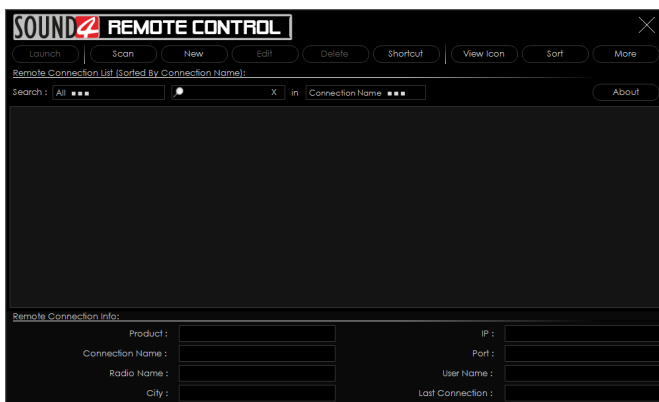 SOUND4 REMOTE CONTROL
Launch Scan New Edit Delete Shortcut View Icon Sort More
Remote Connection List (Sorted By Connection Name):
Search : All X in Connection Name About
Remote Connection Info:
Product : IP :
Connection Name : Port :
Radio Name : User Name :
City : Last Connection :